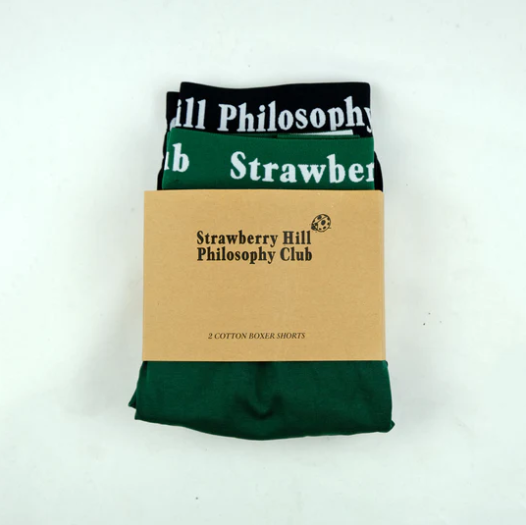 ill Philosophy
ub Strawber
Strawberry Hill
Philosophy Club
2 COTTON BOXER SHORTS